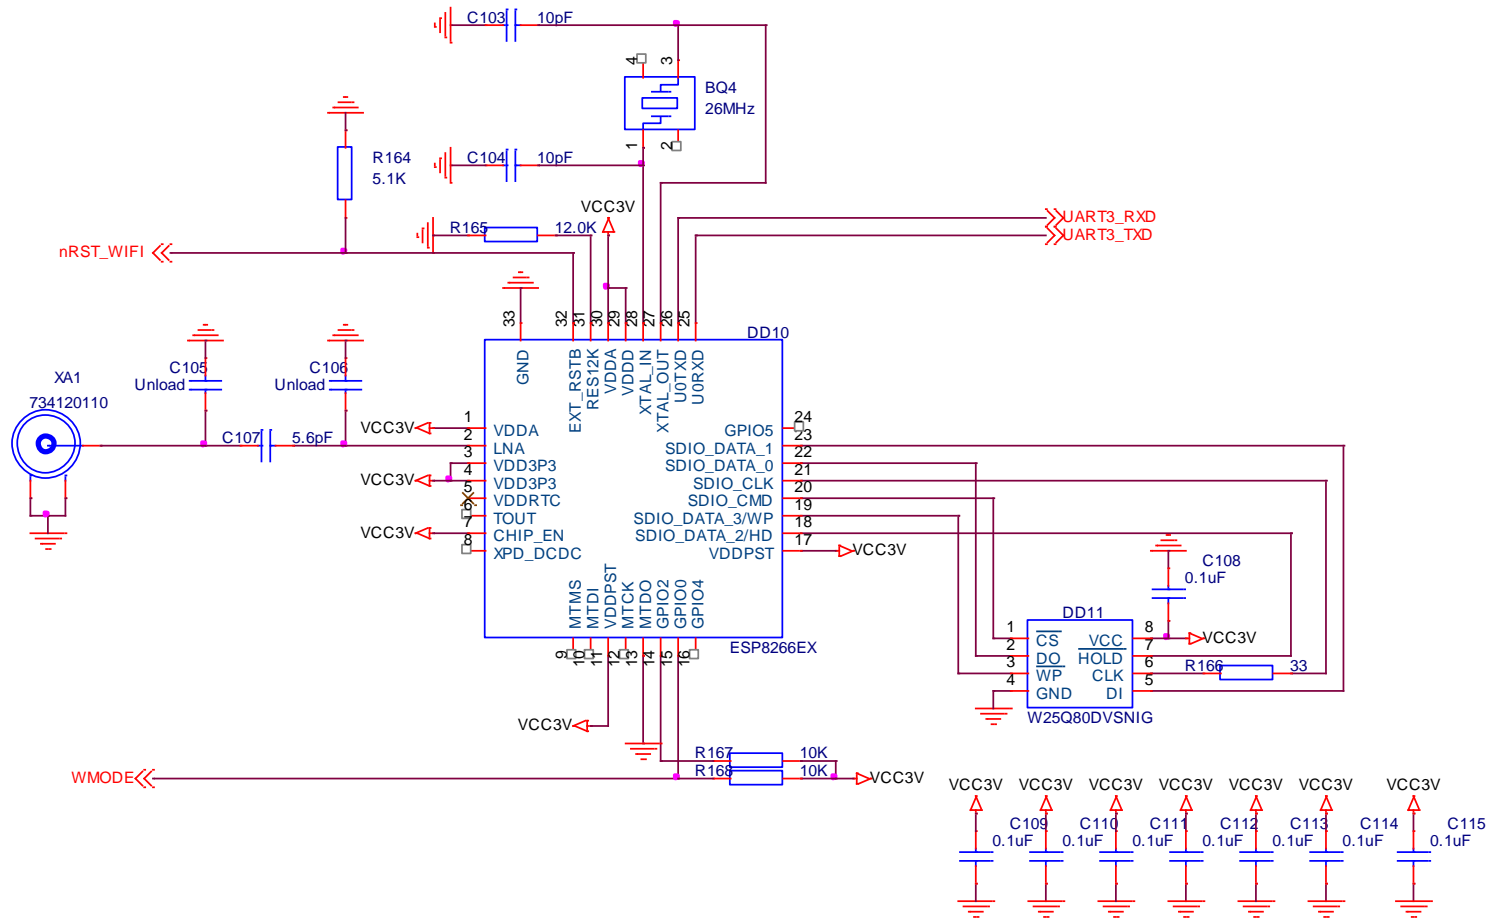 C103 10pF
4 3
BQ4
26MHz
1 2
C104 10pF
R164
5.1K
VCC3V
R165 12.0K
UART3_RXD
UART3_TXD
nRST_WIFI
33 32 31 30 29 28 27 26 25
DD10
GND EXT_RSTB RES12K VDDA VDDD XTAL_IN XTAL_OUT U0TXD U0RXD
C105
Unload
C106
Unload
XA1
734120110
C107 5.6pF
VCC3V
1 VDDA
2 LNA
3 VDD3P3
VCC3V
4 VDD3P3
5 VDDRTC
6 TOUT
VCC3V
7 CHIP_EN
8 XPD_DCDC
GPIO5 24
SDIO_DATA_1 23
SDIO_DATA_0 22
SDIO_CLK 21
SDIO_CMD 20
SDIO_DATA_3/WP 19
SDIO_DATA_2/HD 18
VDDPST 17
VCC3V
MTMS MTDI VDDPST MTCK MTDO GPIO2 GPIO0 GPIO4
9 10 11 12 13 14 15 16
ESP8266EX
C108
0.1uF
DD11
1 CS VCC 8
VCC3V
2 DO HOLD 7
3 WP CLK 6
R166 33
4 GND DI 5
W25Q80DVSNIG
VCC3V
R167 10K
WMODE
R168 10K
VCC3V
VCC3V VCC3V VCC3V VCC3V VCC3V VCC3V VCC3V
C109 C110 C111 C112 C113 C114 C115
0.1uF 0.1uF 0.1uF 0.1uF 0.1uF 0.1uF 0.1uF